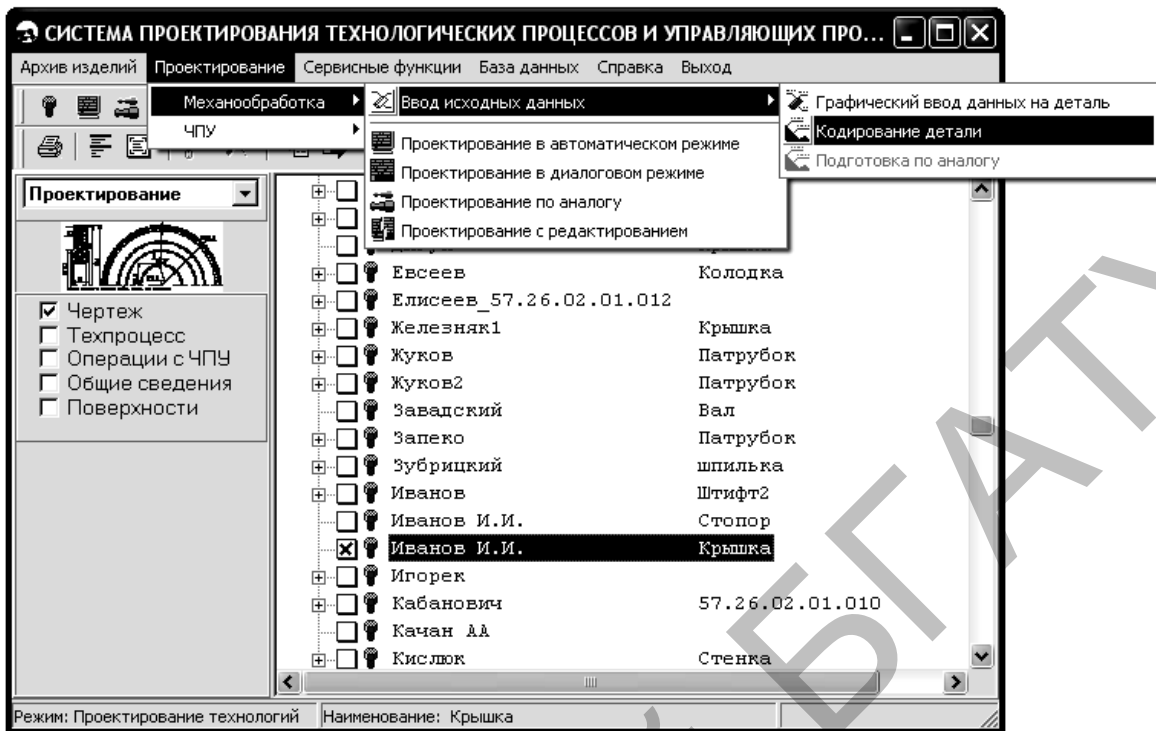 СИСТЕМА ПРОЕКТИРОВАНИЯ ТЕХНОЛОГИЧЕСКИХ ПРОЦЕССОВ И УПРАВЛЯЮЩИХ ПРО...
Архив изделий Проектирование Сервисные функции База данных Справка Выход
Механообработка
ЧПУ
Ввод исходных данных
Проектирование в автоматическом режиме
Проектирование в диалоговом режиме
Проектирование по аналогу
Проектирование с редактированием
Графический ввод данных на деталь
Кодирование детали
Подготовка по аналогу
Проектирование
Чертеж
Техпроцесс
Операции с ЧПУ
Общие сведения
Поверхности
Евсеев Колодка
Елисеев_57.26.02.01.012
Железняк1 Крышка
Жуков Патрубок
Жуков2 Патрубок
Завадский Вал
Запеко Патрубок
Зубрицкий шпилька
Иванов Штифт2
Иванов И.И. Стопор
Иванов И.И. Крышка
Игорек
Кабанович 57.26.02.01.010
Качан АА
Кислюк Стенка
Режим: Проектирование технологий Наименование: Крышка
БГАТУ